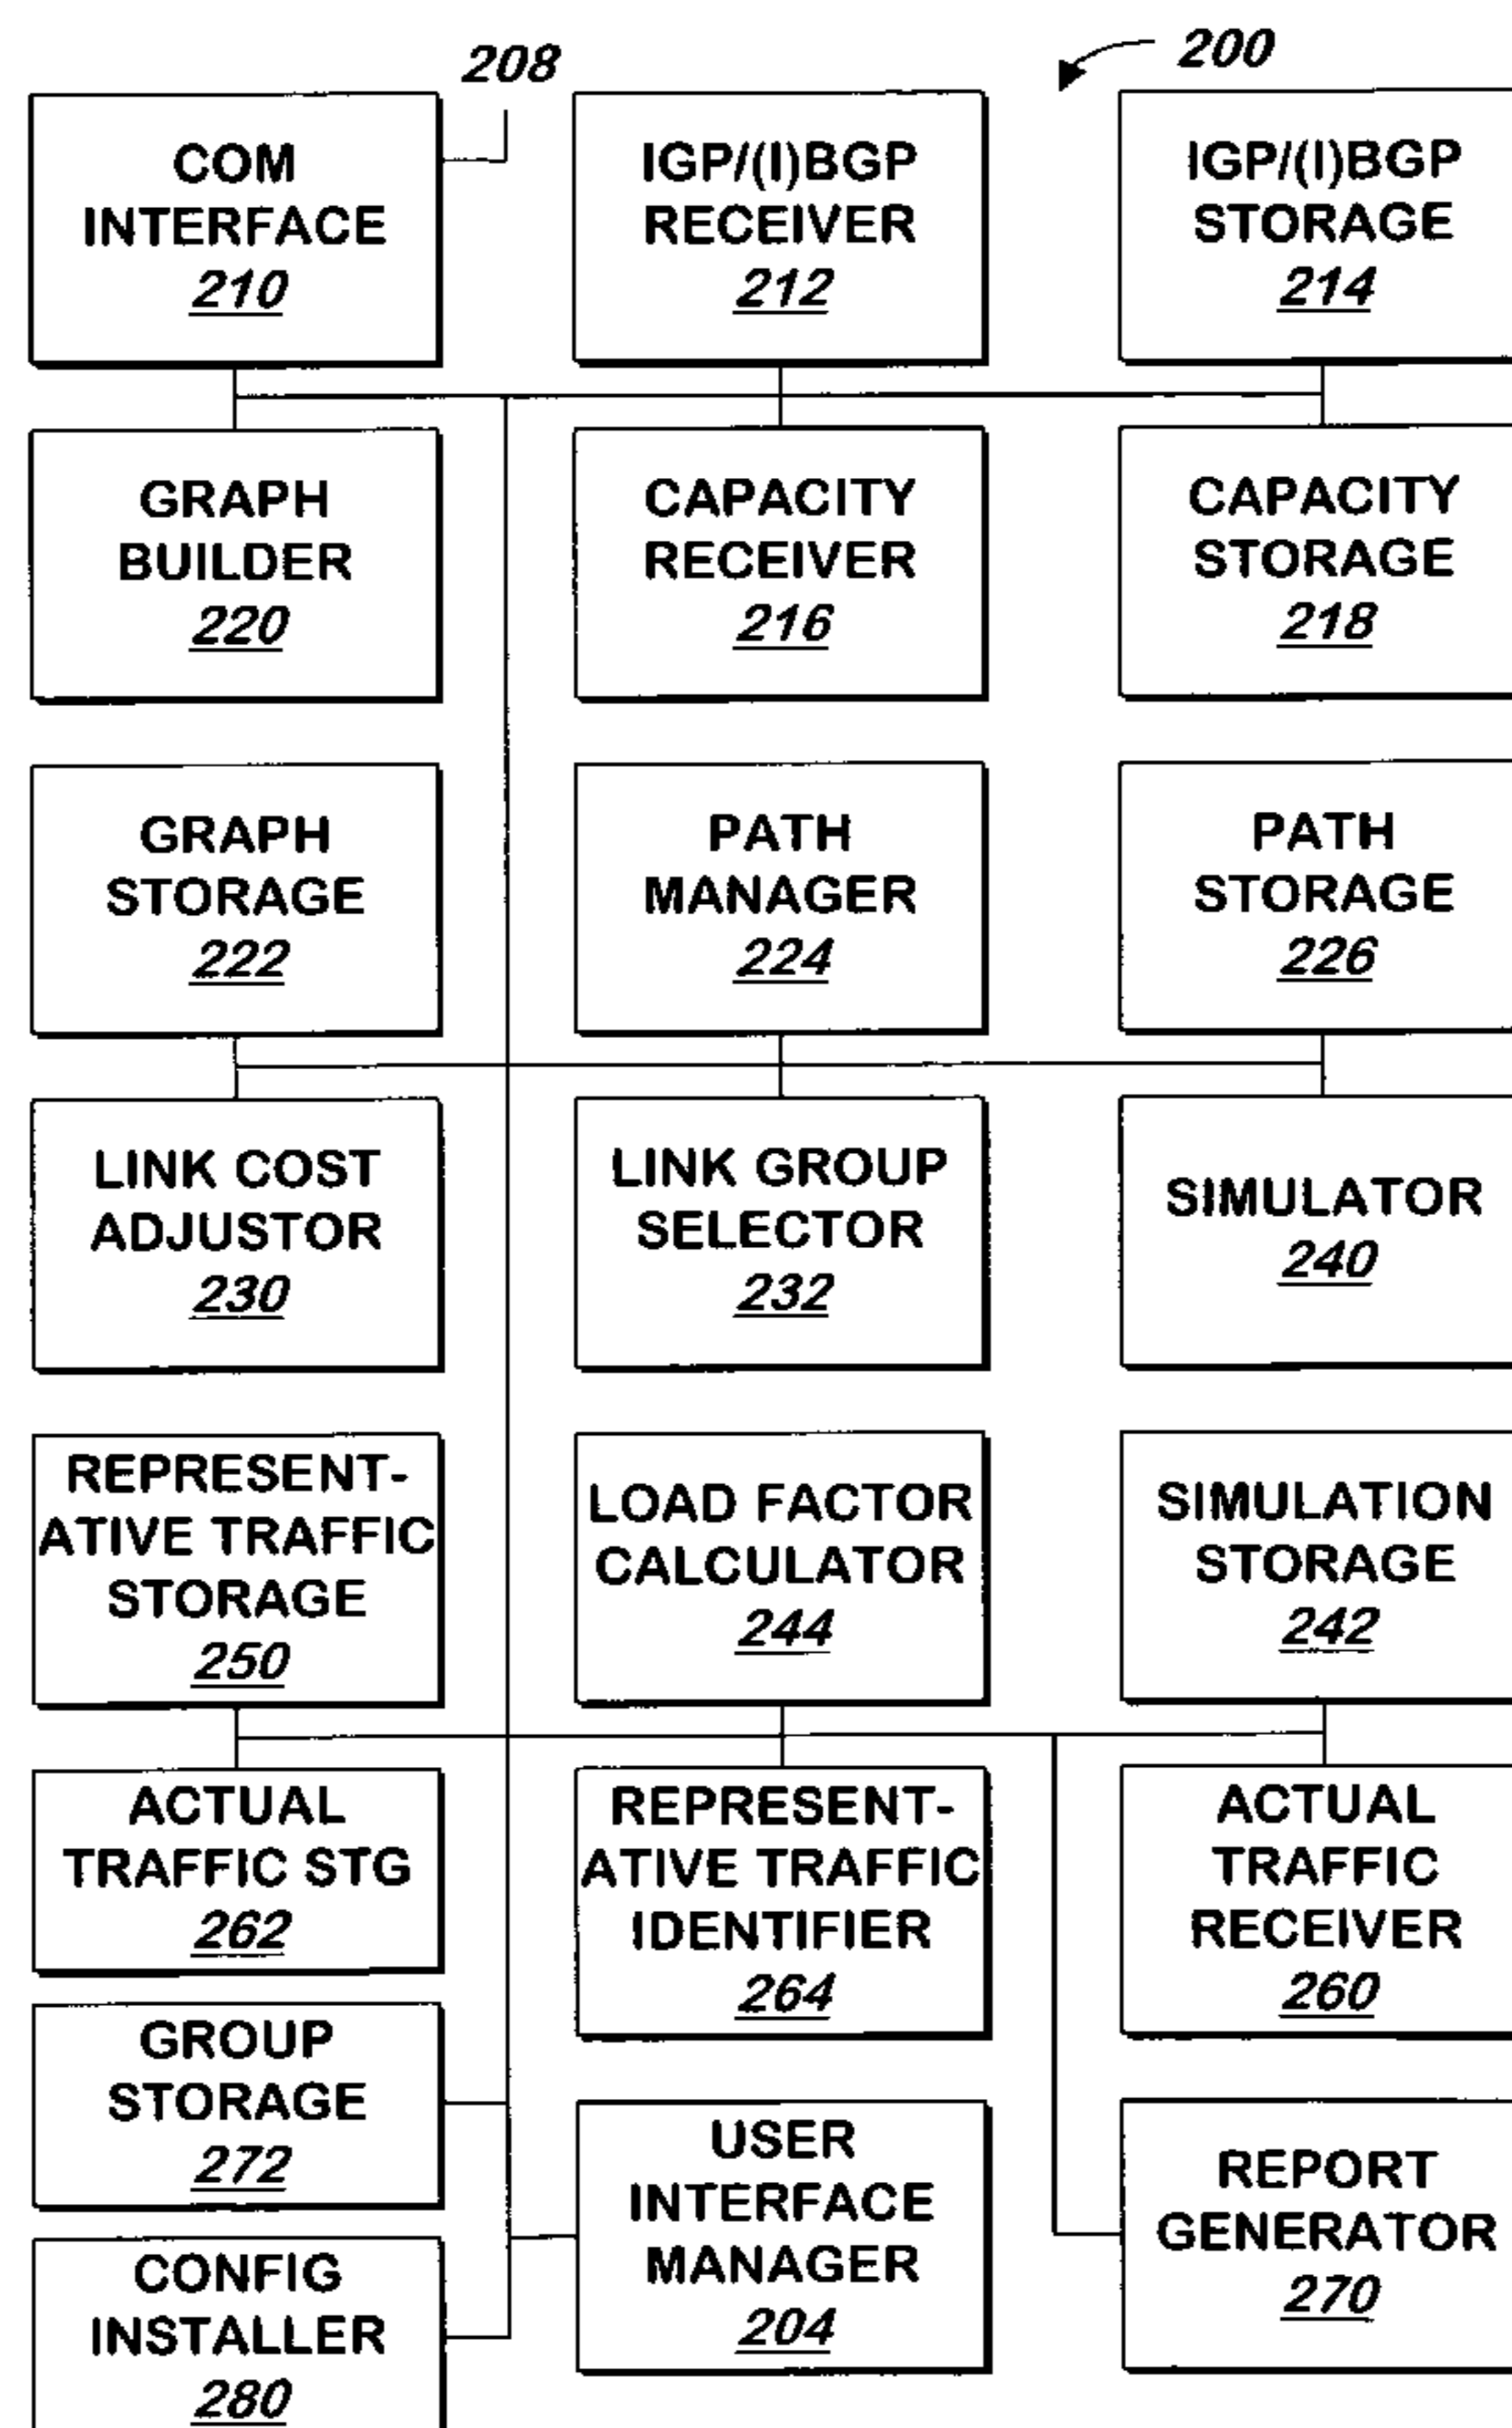 208
200
COM
INTERFACE
210
IGP/(I)BGP
RECEIVER
212
IGP/(I)BGP
STORAGE
214
GRAPH
BUILDER
220
CAPACITY
RECEIVER
216
CAPACITY
STORAGE
218
GRAPH
STORAGE
222
PATH
MANAGER
224
PATH
STORAGE
226
LINK COST
ADJUSTOR
230
LINK GROUP
SELECTOR
232
SIMULATOR
240
REPRESENT-
ATIVE TRAFFIC
STORAGE
250
LOAD FACTOR
CALCULATOR
244
SIMULATION
STORAGE
242
ACTUAL
TRAFFIC STG
262
REPRESENT-
ATIVE TRAFFIC
IDENTIFIER
264
ACTUAL
TRAFFIC
RECEIVER
260
GROUP
STORAGE
272
USER
INTERFACE
MANAGER
204
REPORT
GENERATOR
270
CONFIG
INSTALLER
280